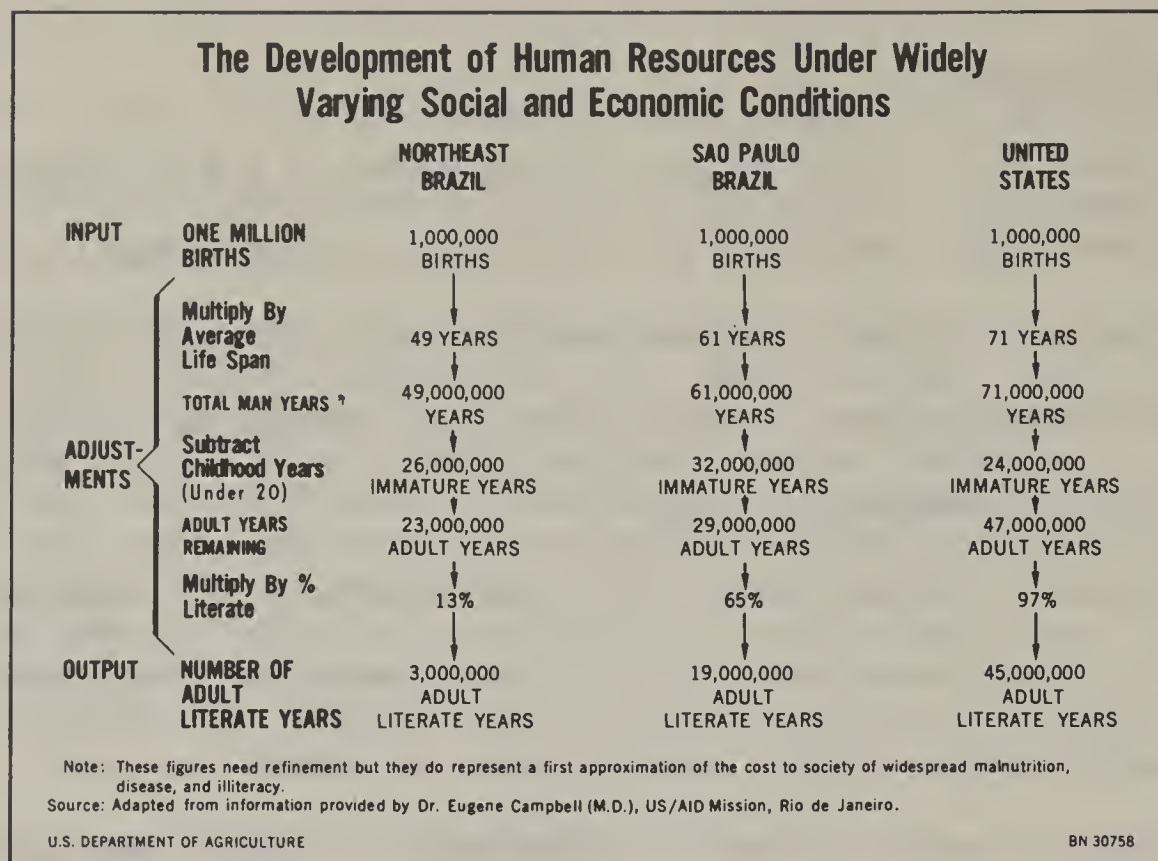 The Development of Human Resources Under Widely
Varying Social and Economic Conditions
NORTHEAST BRAZIL SAO PAULO BRAZIL UNITED STATES
INPUT ONE MILLION BIRTHS 1,000,000 BIRTHS 1,000,000 BIRTHS 1,000,000 BIRTHS
ADJUST-
MENTS
Multiply By Average Life Span 49 YEARS 61 YEARS 71 YEARS
TOTAL MAN YEARS 49,000,000 YEARS 61,000,000 YEARS 71,000,000 YEARS
Subtract Childhood Years (Under 20) 26,000,000 IMMATURE YEARS 32,000,000 IMMATURE YEARS 24,000,000 IMMATURE YEARS
ADULT YEARS REMAINING 23,000,000 ADULT YEARS 29,000,000 ADULT YEARS 47,000,000 ADULT YEARS
Multiply By % Literate 13% 65% 97%
OUTPUT NUMBER OF ADULT LITERATE YEARS 3,000,000 ADULT LITERATE YEARS 19,000,000 ADULT LITERATE YEARS 45,000,000 ADULT LITERATE YEARS
Note: These figures need refinement but they do represent a first approximation of the cost to society of widespread malnutrition,
disease, and illiteracy.
Source: Adapted from information provided by Dr. Eugene Campbell (M.D.), US/AID Mission, Rio de Janeiro.
U.S. DEPARTMENT OF AGRICULTURE BN 30758